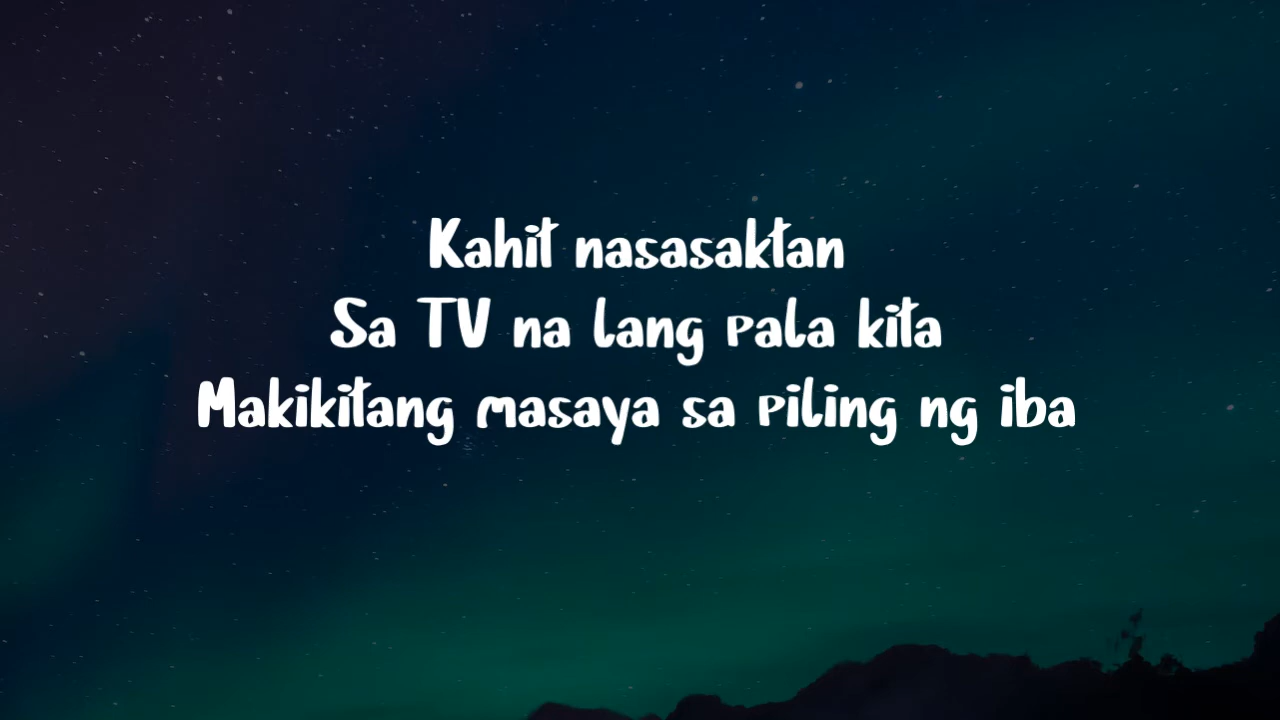 Kahit nasasaktan
Sa TV na lang pala kita
Makikitang masaya sa piling ng iba